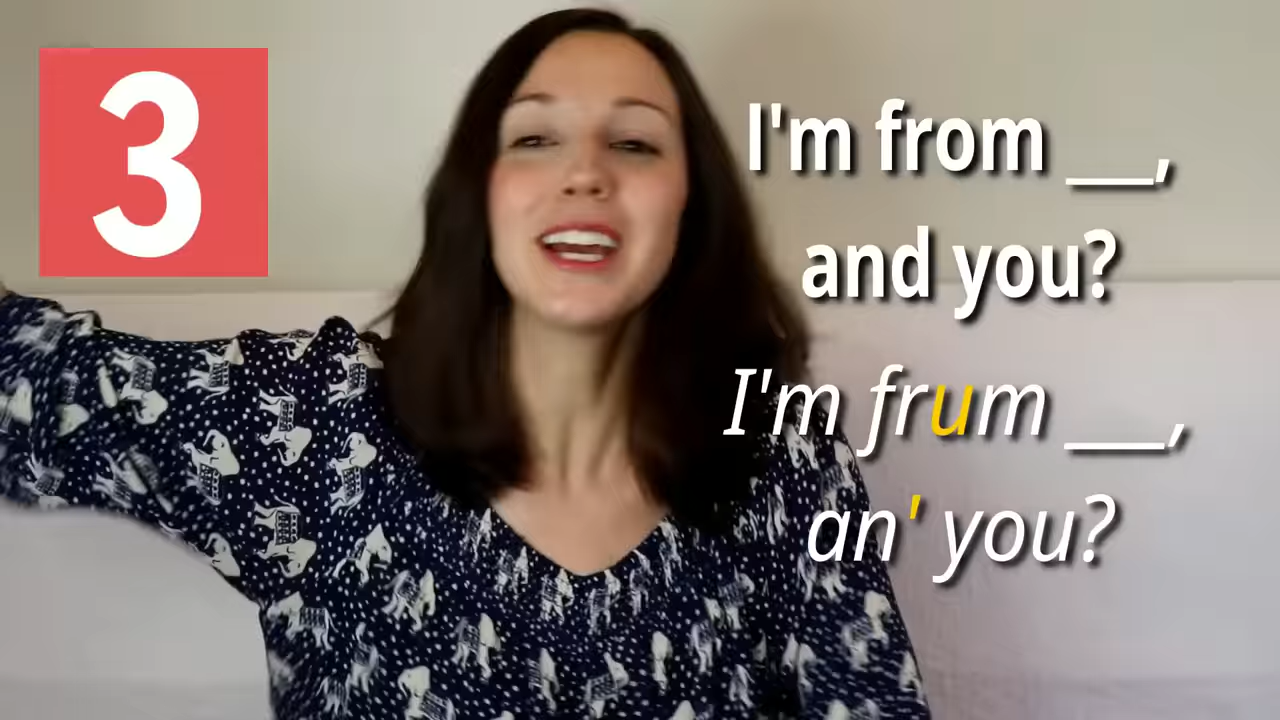 3
I'm from __,
and you?
I'm frum __,
an' you?